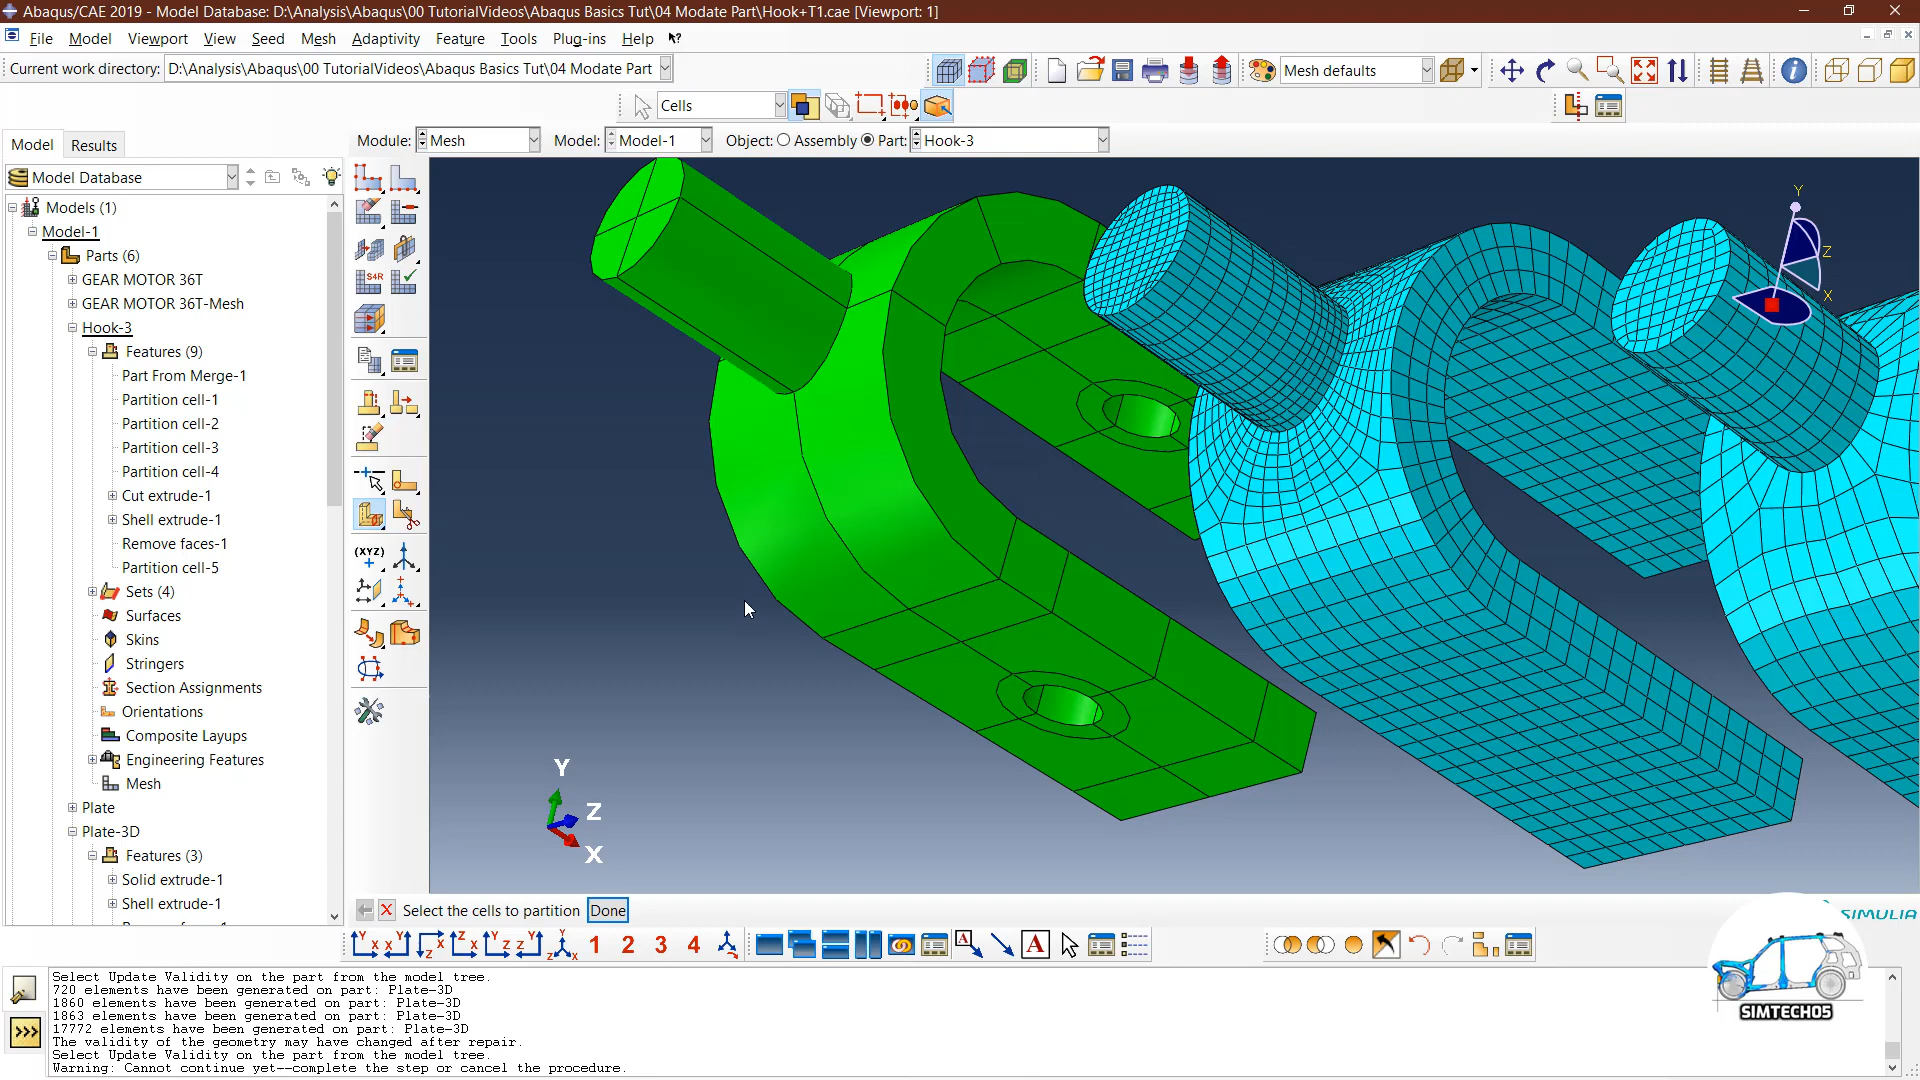 Abaqus/CAE 2019 - Model Database: D:\Analysis\Abaqus\00 TutorialVideos\Abaqus Basics Tut\04 Modate Part\Hook+T1.cae [Viewport: 1]
File Model Viewport View Seed Mesh Adaptivity Feature Tools Plug-ins Help
Current work directory: D:\Analysis\Abaqus\00 TutorialVideos\Abaqus Basics Tut\04 Modate Part
Mesh defaults
Cells
Model Results
Module: Mesh Model: Model-1 Object: Assembly Part: Hook-3
Model Database
Models (1)
Model-1
Parts (6)
GEAR MOTOR 36T
GEAR MOTOR 36T-Mesh
Hook-3
Features (9)
Part From Merge-1
Partition cell-1
Partition cell-2
Partition cell-3
Partition cell-4
Cut extrude-1
Shell extrude-1
Remove faces-1
Partition cell-5
Sets (4)
Surfaces
Skins
Stringers
Section Assignments
Orientations
Composite Layups
Engineering Features
Mesh
Plate
Plate-3D
Features (3)
Solid extrude-1
Shell extrude-1
S4R
(XYZ)
Y
Z
X
Y
Z
X
Select the cells to partition Done
SIMULIA
1 2 3 4
A A
Select Update Validity on the part from the model tree.
720 elements have been generated on part: Plate-3D
1860 elements have been generated on part: Plate-3D
1863 elements have been generated on part: Plate-3D
17772 elements have been generated on part: Plate-3D
The validity of the geometry may have changed after repair.
Select Update Validity on the part from the model tree.
Warning: Cannot continue yet--complete the step or cancel the procedure.
>>>
SIMTECH05